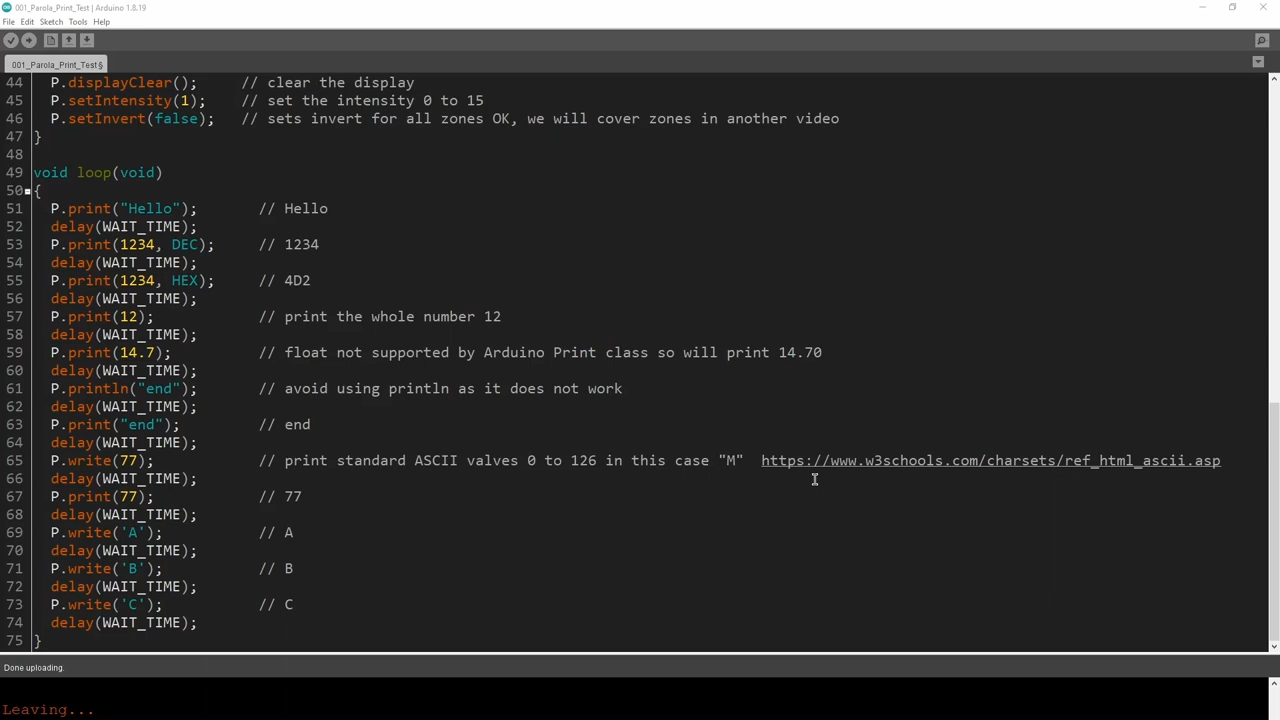 001_Parola_Print_Test | Arduino 1.8.19
File Edit Sketch Tools Help
001_Parola_Print_Test§
44 P.displayClear(); // clear the display
45 P.setIntensity(1); // set the intensity 0 to 15
46 P.setInvert(false); // sets invert for all zones OK, we will cover zones in another video
47 }
48
49 void loop(void)
50 {
51 P.print("Hello"); // Hello
52 delay(WAIT_TIME);
53 P.print(1234, DEC); // 1234
54 delay(WAIT_TIME);
55 P.print(1234, HEX); // 4D2
56 delay(WAIT_TIME);
57 P.print(12); // print the whole number 12
58 delay(WAIT_TIME);
59 P.print(14.7); // float not supported by Arduino Print class so will print 14.70
60 delay(WAIT_TIME);
61 P.println("end"); // avoid using println as it does not work
62 delay(WAIT_TIME);
63 P.print("end"); // end
64 delay(WAIT_TIME);
65 P.write(77); // print standard ASCII valves 0 to 126 in this case "M" https://www.w3schools.com/charsets/ref_html_ascii.asp
66 delay(WAIT_TIME);
67 P.print(77); // 77
68 delay(WAIT_TIME);
69 P.write('A'); // A
70 delay(WAIT_TIME);
71 P.write('B'); // B
72 delay(WAIT_TIME);
73 P.write('C'); // C
74 delay(WAIT_TIME);
75 }
Done uploading.
Leaving...